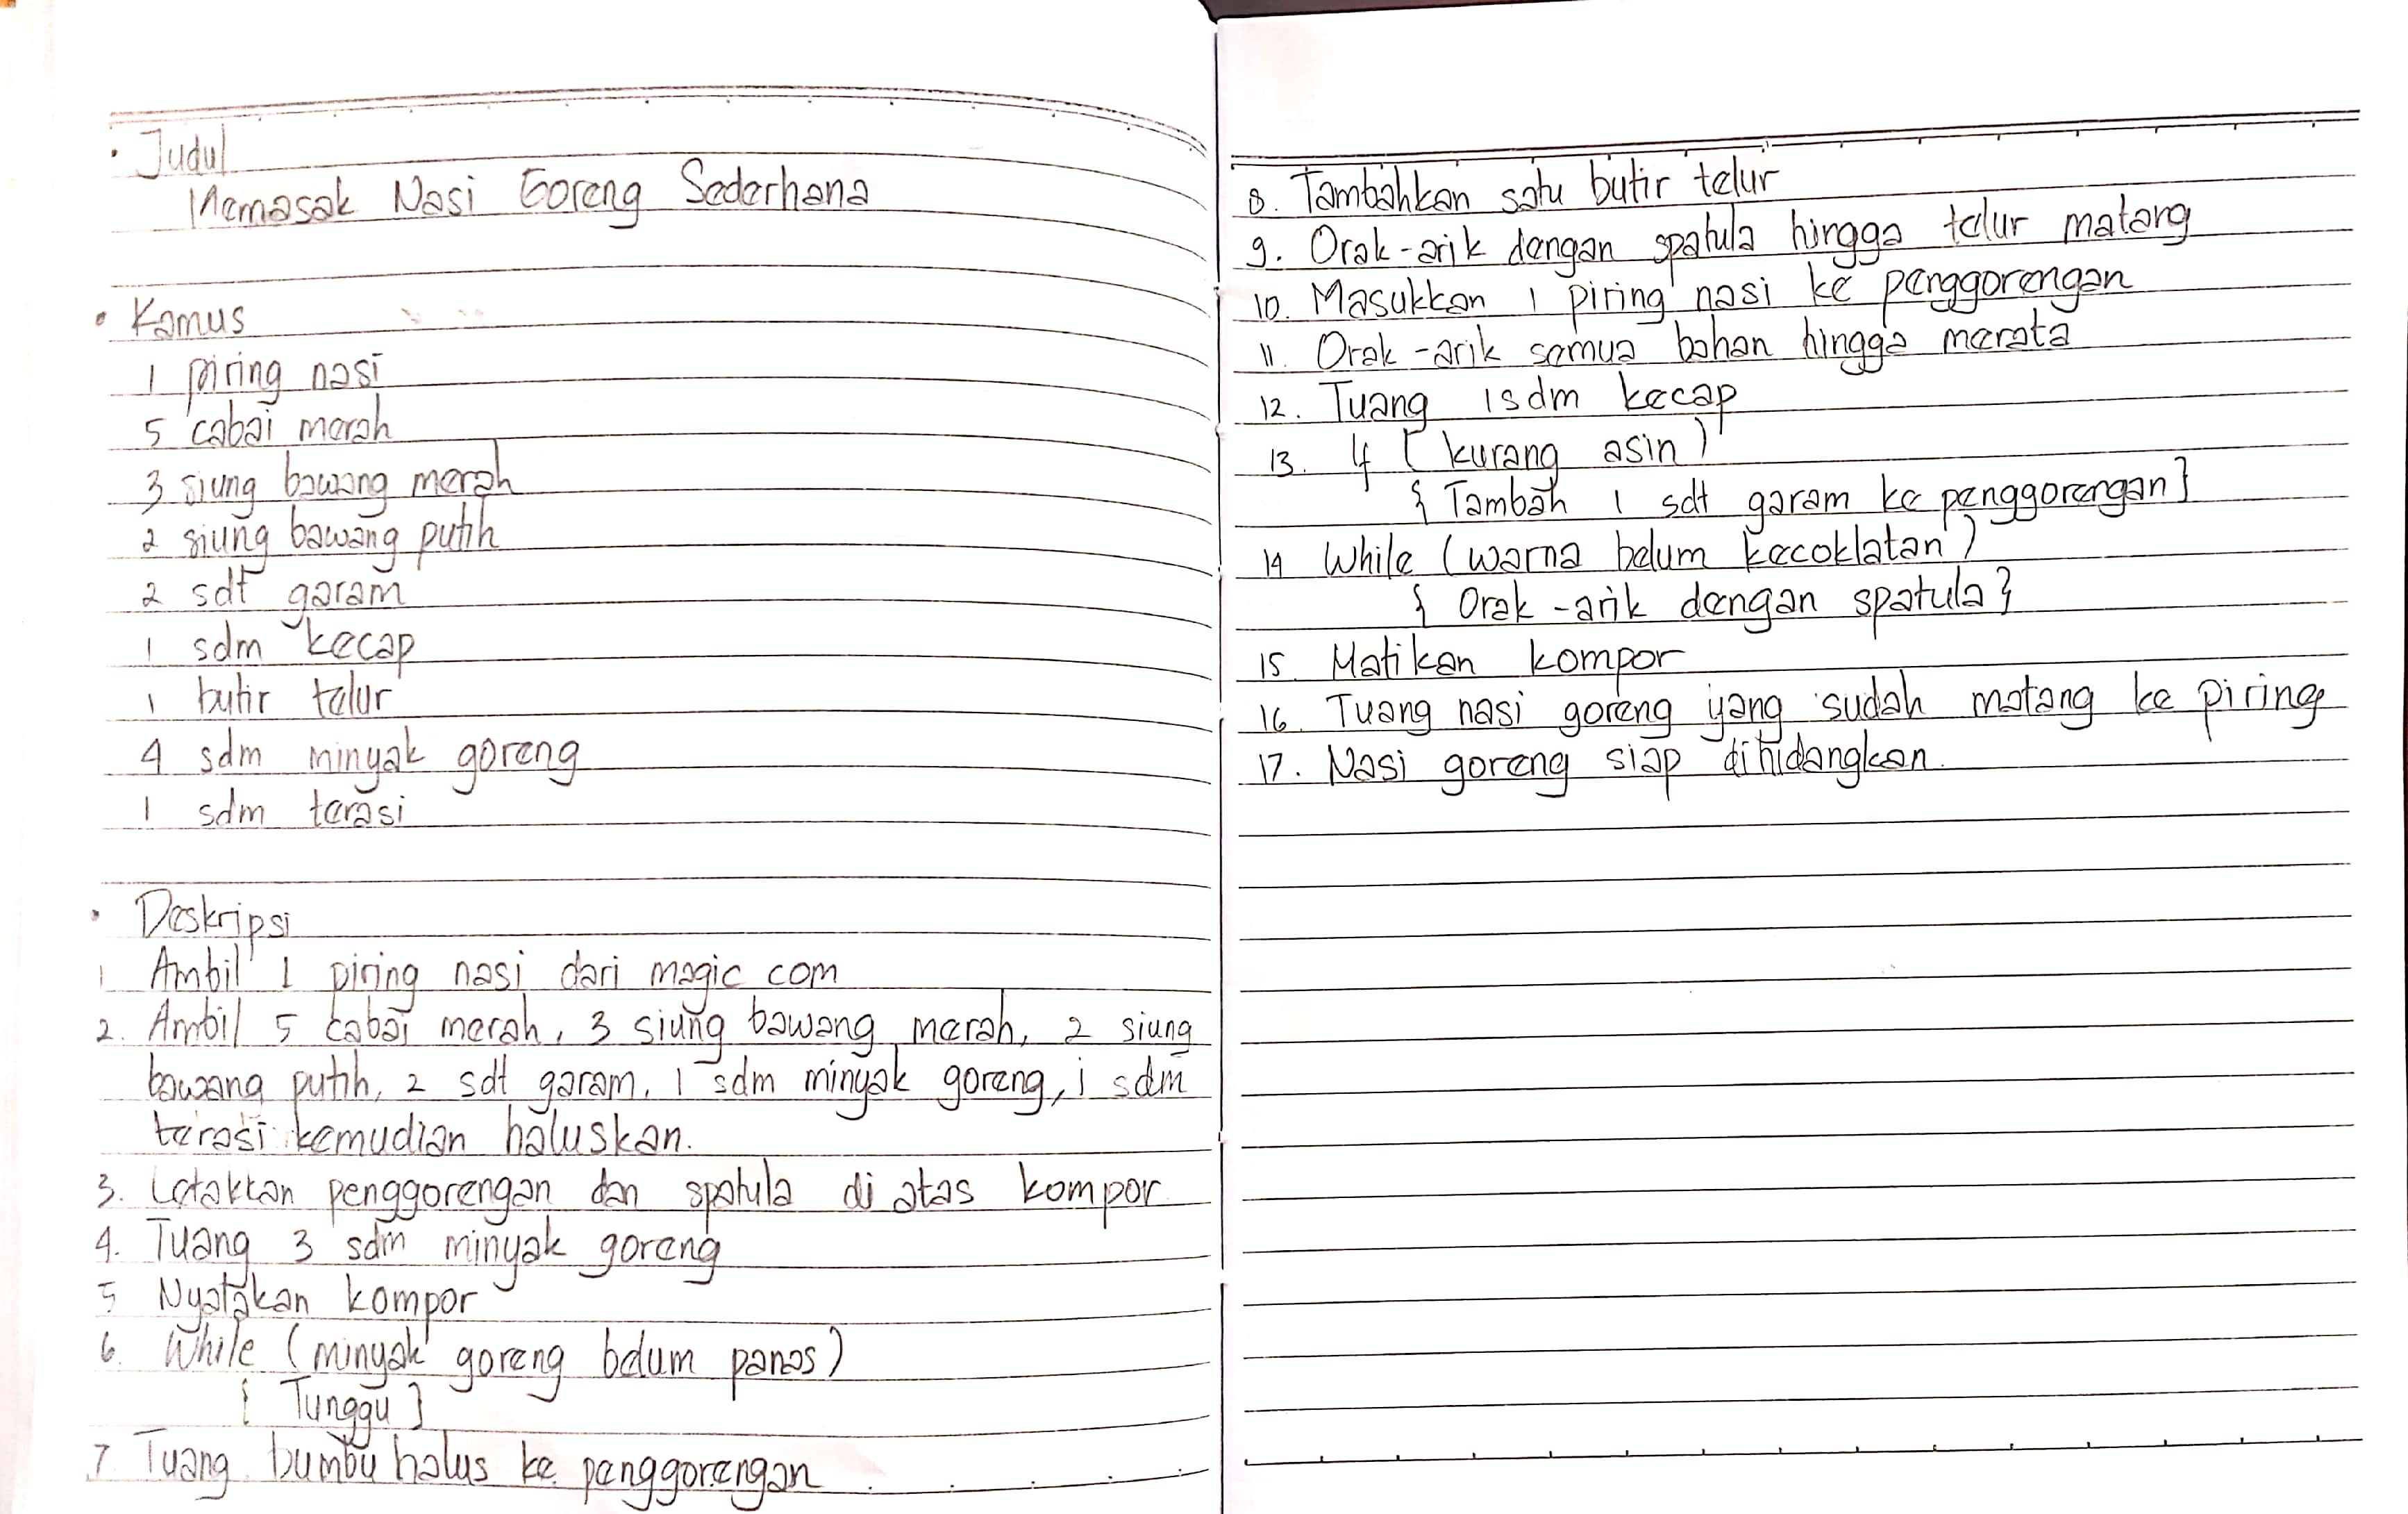 • Judul
Memasak Nasi Goreng Sederhana
• Kamus
1 piring nasi
5 cabai merah
3 siung bawang merah
2 siung bawang putih
2 sdt garam
1 sdm kecap
1 butir telur
4 sdm minyak goreng
1 sdm terasi
• Deskripsi
1 Ambil 1 piring nasi dari magic com
2. Ambil 5 cabai merah, 3 siung bawang merah, 2 siung
bawang putih, 2 sdt garam, 1 sdm minyak goreng, 1 sdm
terasi kemudian haluskan.
3. Letakkan penggorengan dan spatula di atas kompor
4. Tuang 3 sdm minyak goreng
5 Nyatakan kompor
6. While (minyak goreng belum panas)
{ Tunggu }
7 Tuang bumbu halus ke penggorengan
8. Tambahkan satu butir telur
9. Orak-arik dengan spatula hingga telur matang
10. Masukkan 1 piring nasi ke penggorengan
11. Orak-arik semua bahan hingga merata
12. Tuang 1 sdm kecap
13. If (kurang asin)
{ Tambah 1 sdt garam ke penggorengan }
14 While (warna belum kecoklatan)
{ Orak-arik dengan spatula }
15. Matikan kompor
16. Tuang nasi goreng yang sudah matang ke piring
17. Nasi goreng siap dihidangkan.